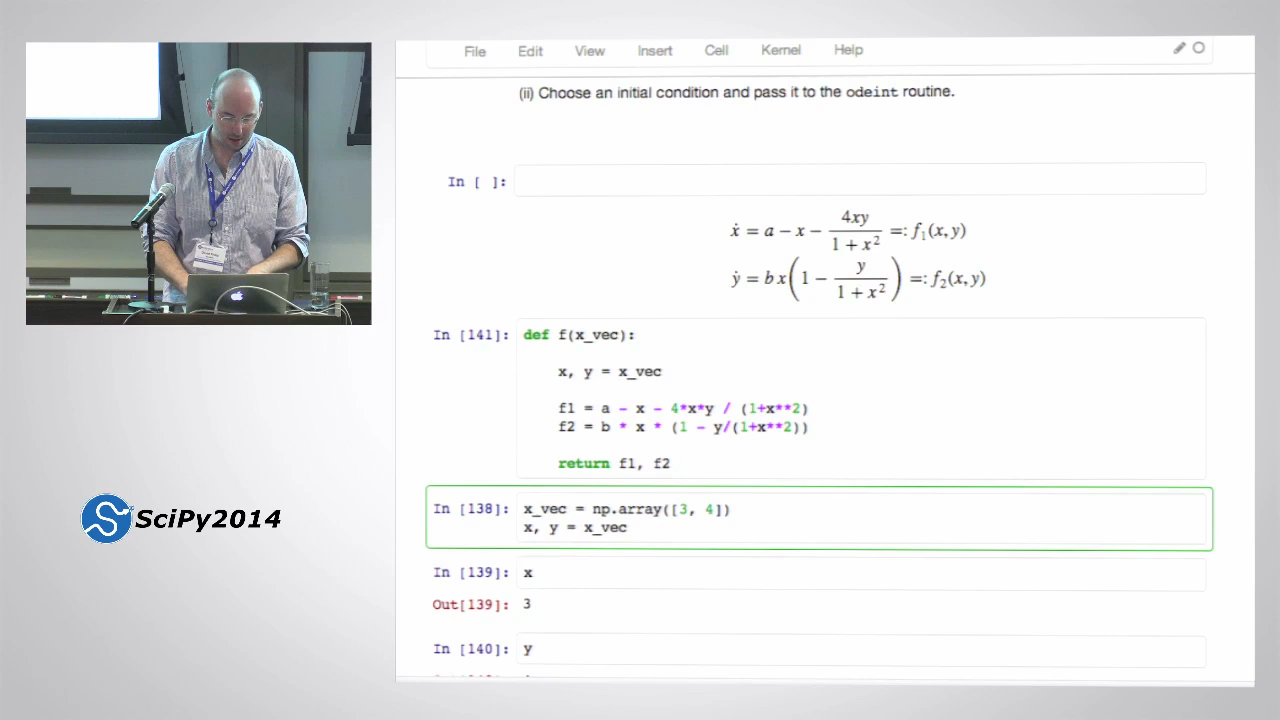 File Edit View Insert Cell Kernel Help
(ii) Choose an initial condition and pass it to the odeint routine.
In [ ]:
ẋ = a − x − 4xy / (1 + x²) =: f₁(x, y)
ẏ = b x(1 − y / (1 + x²)) =: f₂(x, y)
In [141]: def f(x_vec):
x, y = x_vec
f1 = a - x - 4*x*y / (1+x**2)
f2 = b * x * (1 - y/(1+x**2))
return f1, f2
In [138]: x_vec = np.array([3, 4])
x, y = x_vec
In [139]: x
Out[139]: 3
In [140]: y
SciPy2014